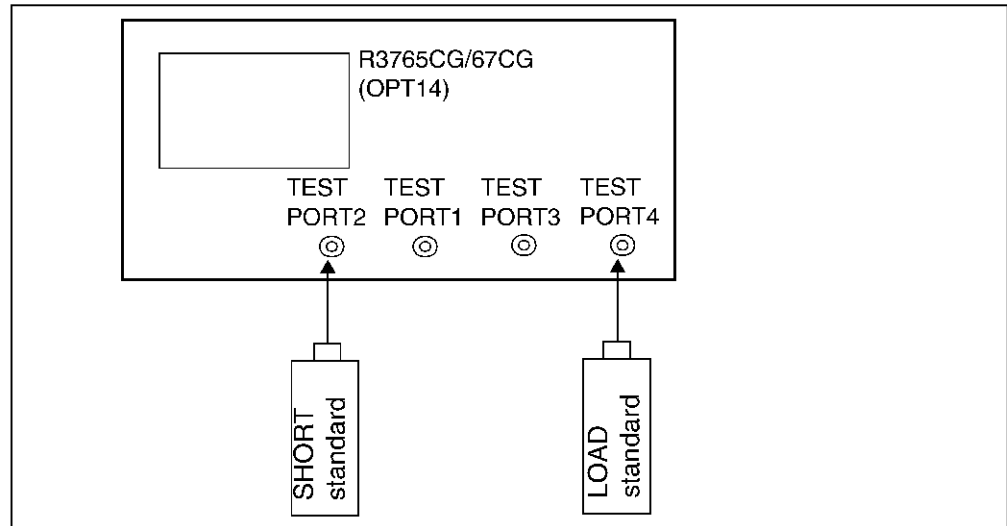 R3765CG/67CG
(OPT14)
TEST PORT2
TEST PORT1
TEST PORT3
TEST PORT4
SHORT
standard
LOAD
standard